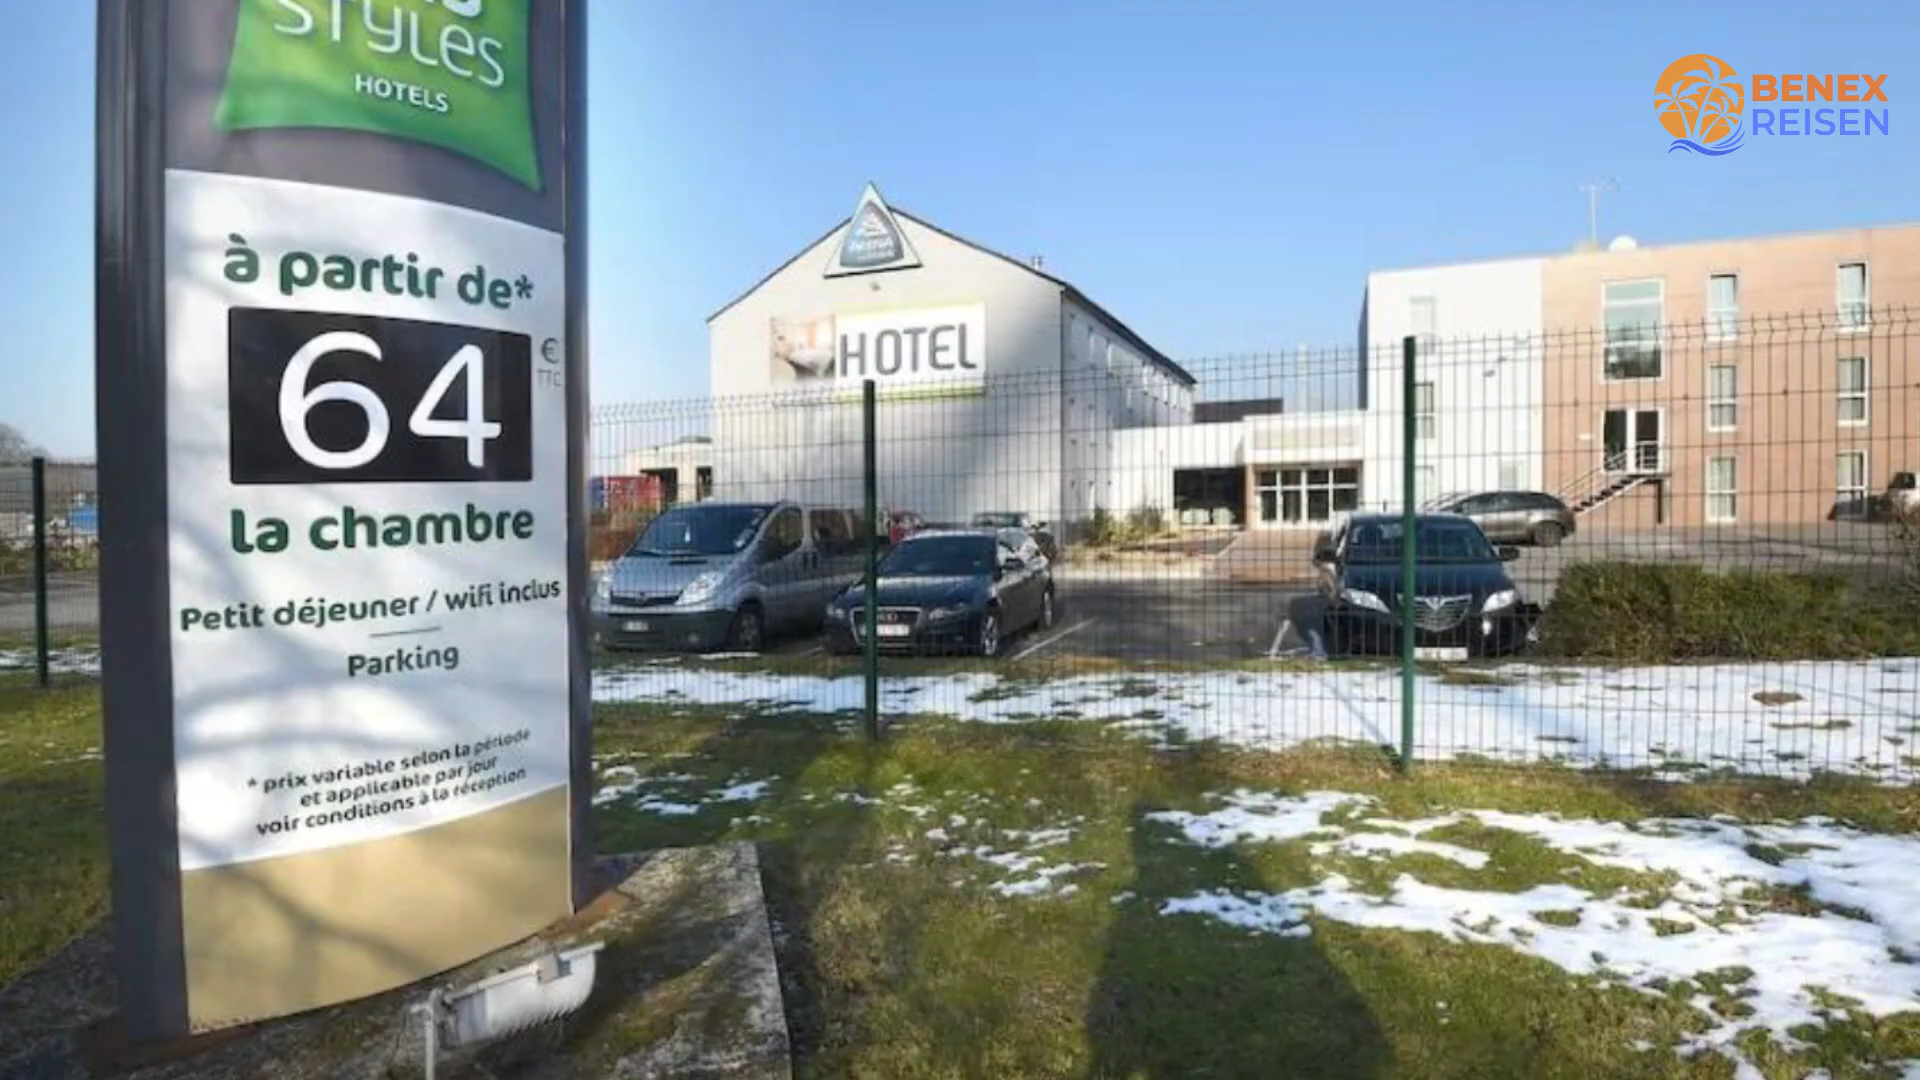 STYLES
HOTELS
à partir de*
64 €
TTC
la chambre
Petit déjeuner / wifi inclus
Parking
* prix variable selon la période
et applicable par jour
voir conditions à la réception
HOTEL
BENEX
REISEN